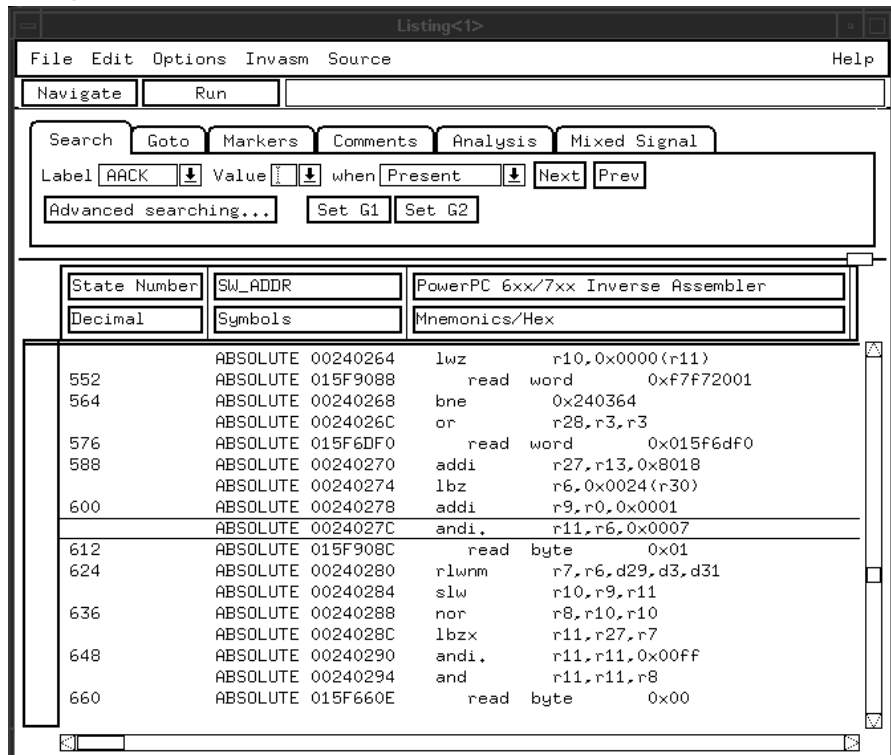 Listing<1>
File Edit Options Invasm Source Help
Navigate Run
Search Goto Markers Comments Analysis Mixed Signal
Label AACK Value when Present Next Prev
Advanced searching... Set G1 Set G2
State Number SW_ADDR PowerPC 6xx/7xx Inverse Assembler
Decimal Symbols Mnemonics/Hex
ABSOLUTE 00240264 lwz r10,0x0000(r11)
552 ABSOLUTE 015F9088 read word 0xf7f72001
564 ABSOLUTE 00240268 bne 0x240364
ABSOLUTE 0024026C or r28,r3,r3
576 ABSOLUTE 015F6DF0 read word 0x015f6df0
588 ABSOLUTE 00240270 addi r27,r13,0x8018
ABSOLUTE 00240274 lbz r6,0x0024(r30)
600 ABSOLUTE 00240278 addi r9,r0,0x0001
ABSOLUTE 0024027C andi. r11,r6,0x0007
612 ABSOLUTE 015F908C read byte 0x01
624 ABSOLUTE 00240280 rlwnm r7,r6,d29,d3,d31
ABSOLUTE 00240284 slw r10,r9,r11
636 ABSOLUTE 00240288 nor r8,r10,r10
ABSOLUTE 0024028C lbzx r11,r27,r7
648 ABSOLUTE 00240290 andi. r11,r11,0x00ff
ABSOLUTE 00240294 and r11,r11,r8
660 ABSOLUTE 015F660E read byte 0x00